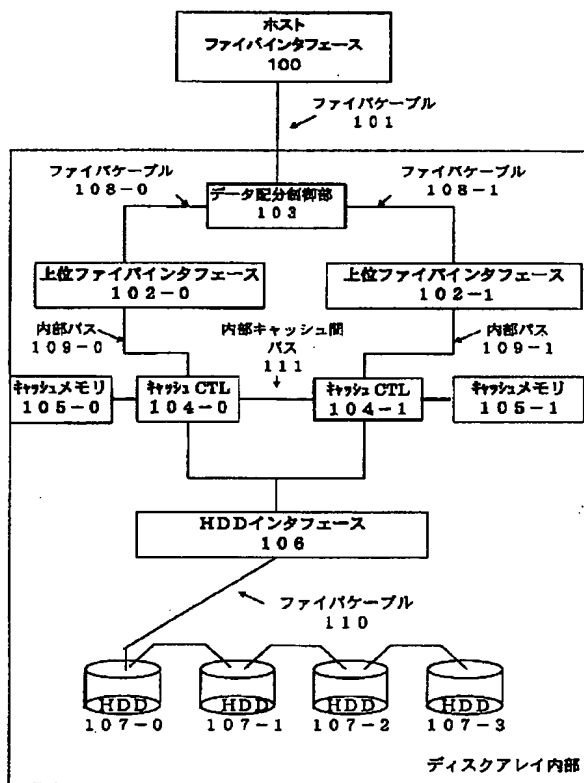 ホスト
ファイバインタフェース
100
ファイバケーブル
101
ファイバケーブル
108-0
ファイバケーブル
108-1
データ配分制御部
103
上位ファイバインタフェース
102-0
上位ファイバインタフェース
102-1
内部パス
109-0
内部キャッシュ間
パス
111
内部パス
109-1
キャッシュメモリ
105-0
キャッシュCTL
104-0
キャッシュCTL
104-1
キャッシュメモリ
105-1
HDDインタフェース
106
ファイバケーブル
110
HDD
107-0
HDD
107-1
HDD
107-2
HDD
107-3
ディスクアレイ内部